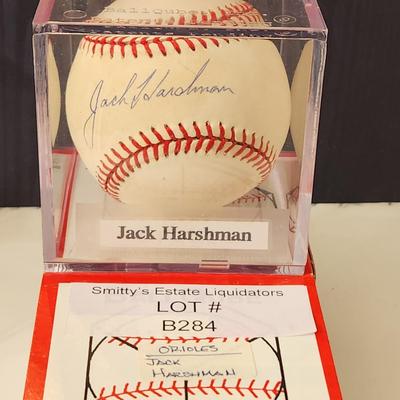 Jack Harshman
Jack Harshman
Smitty's Estate Liquidators
LOT #
B284
ORIOLES
JACK
HARSHMAN